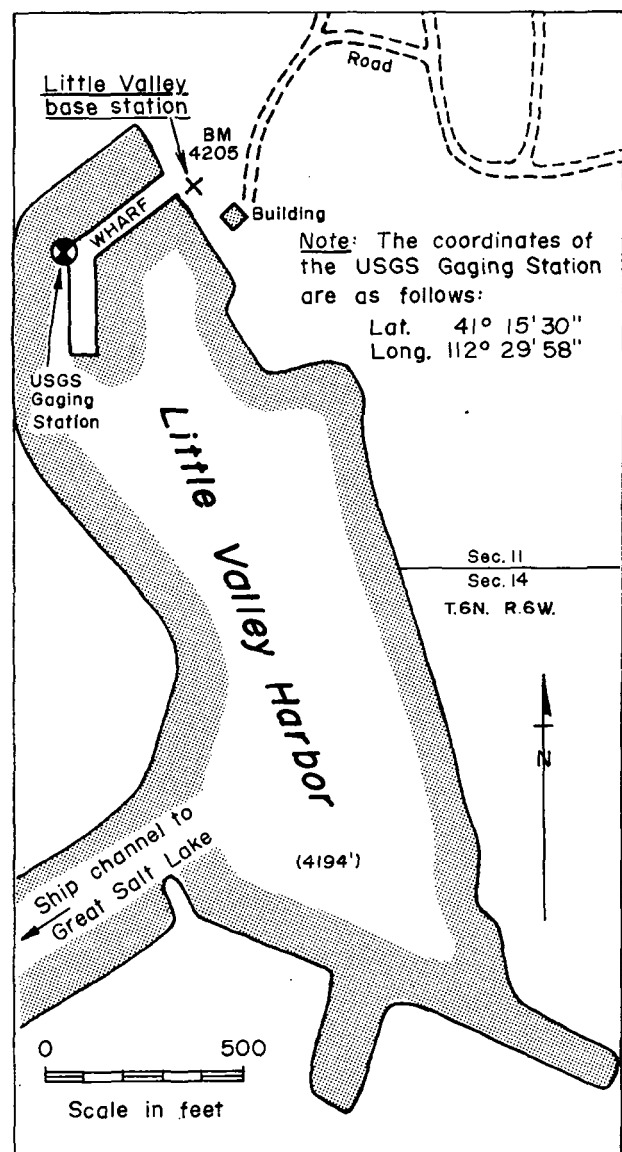 Road
Little Valley
base station
BM
4205
Building
WHARF
Note: The coordinates of
the USGS Gaging Station
are as follows:
Lat. 41° 15' 30"
Long. 112° 29' 58"
USGS
Gaging
Station
Little Valley Harbor
Sec. 11
Sec. 14
T.6N. R.6W.
N
(4194')
Ship channel to
Great Salt Lake
0 500
Scale in feet